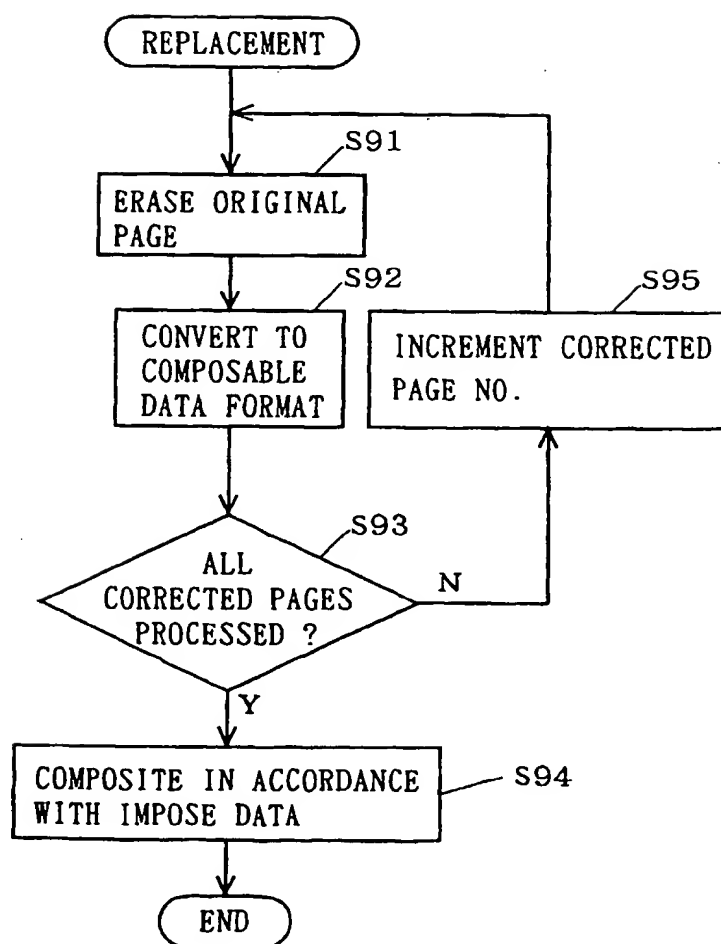 REPLACEMENT
S91
ERASE ORIGINAL
PAGE
S92
CONVERT TO
COMPOSABLE
DATA FORMAT
S95
INCREMENT CORRECTED
PAGE NO.
S93
ALL
CORRECTED PAGES
PROCESSED ?
N
Y
COMPOSITE IN ACCORDANCE
WITH IMPOSE DATA
S94
END